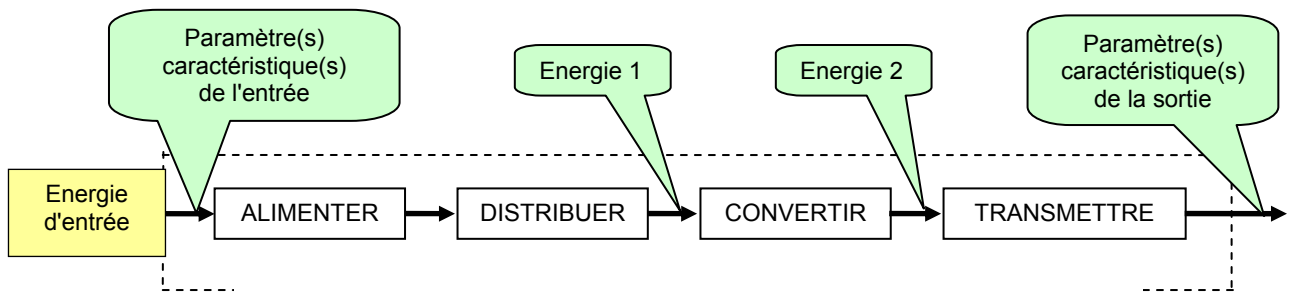 Paramètre(s)
caractéristique(s)
de l'entrée
Energie 1
Energie 2
Paramètre(s)
caractéristique(s)
de la sortie
Energie
d'entrée
ALIMENTER
DISTRIBUER
CONVERTIR
TRANSMETTRE